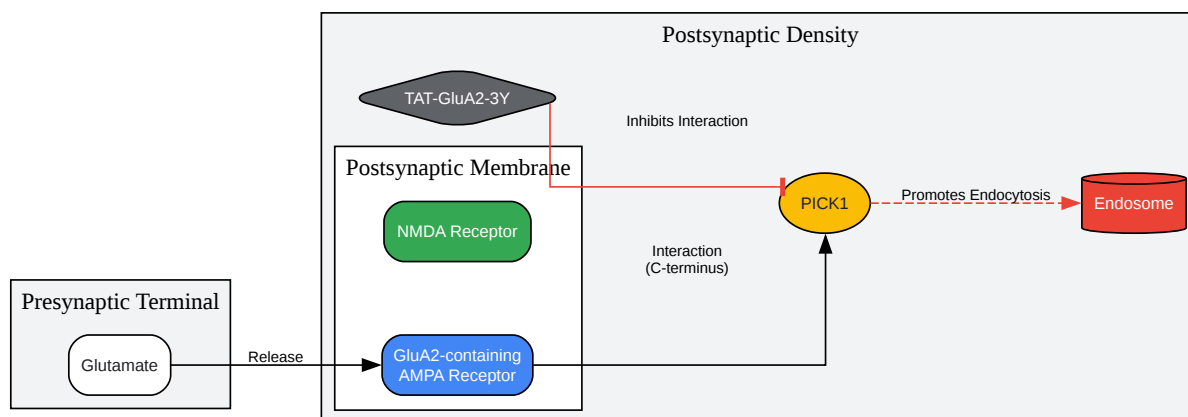 Postsynaptic Density
TAT-GluA2-3Y
Inhibits Interaction
Postsynaptic Membrane
PICK1
Promotes Endocytosis
Endosome
NMDA Receptor
Interaction
(C-terminus)
Presynaptic Terminal
Glutamate
Release
GluA2-containing
AMPA Receptor